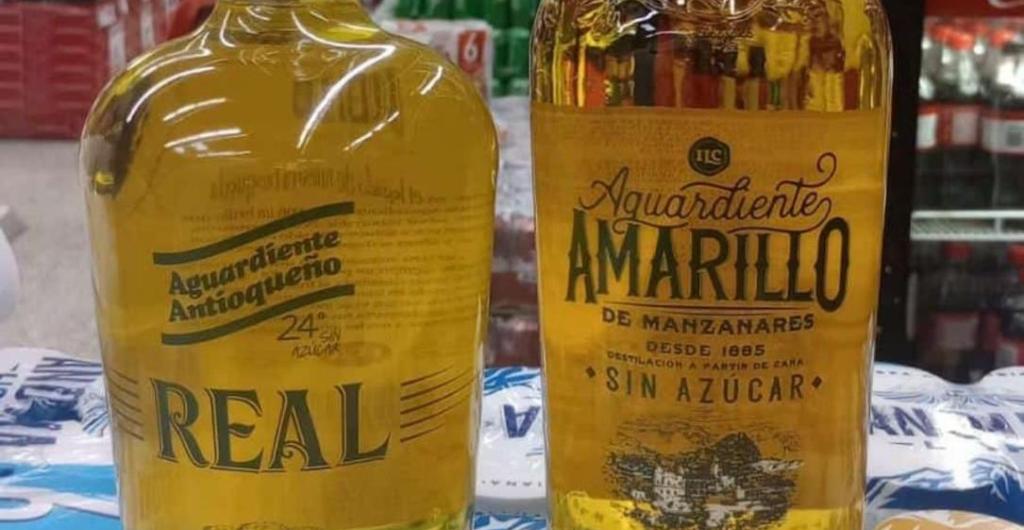 Aguardiente
Antioqueño
24°
SIN
AZÚCAR
REAL
ILC
Aguardiente
AMARILLO
DE MANZANARES
DESDE 1885
DESTILACIÓN A PARTIR DE CAÑA
SIN AZÚCAR
6